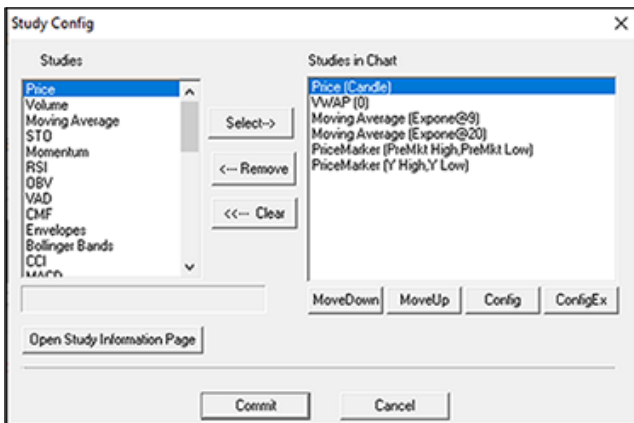 Study Config
Studies
Price
Volume
Moving Average
STO
Momentum
RSI
OBV
VAD
CMF
Envelopes
Bollinger Bands
CCI
MACD
Select-->
<--- Remove
<<--- Clear
Open Study Information Page
Studies in Chart
Price (Candle)
VWAP (0)
Moving Average (Expone@9)
Moving Average (Expone@20)
PriceMarker (PreMkt High,PreMkt Low)
PriceMarker (Y High,Y Low)
MoveDown
MoveUp
Config
ConfigEx
Commit
Cancel